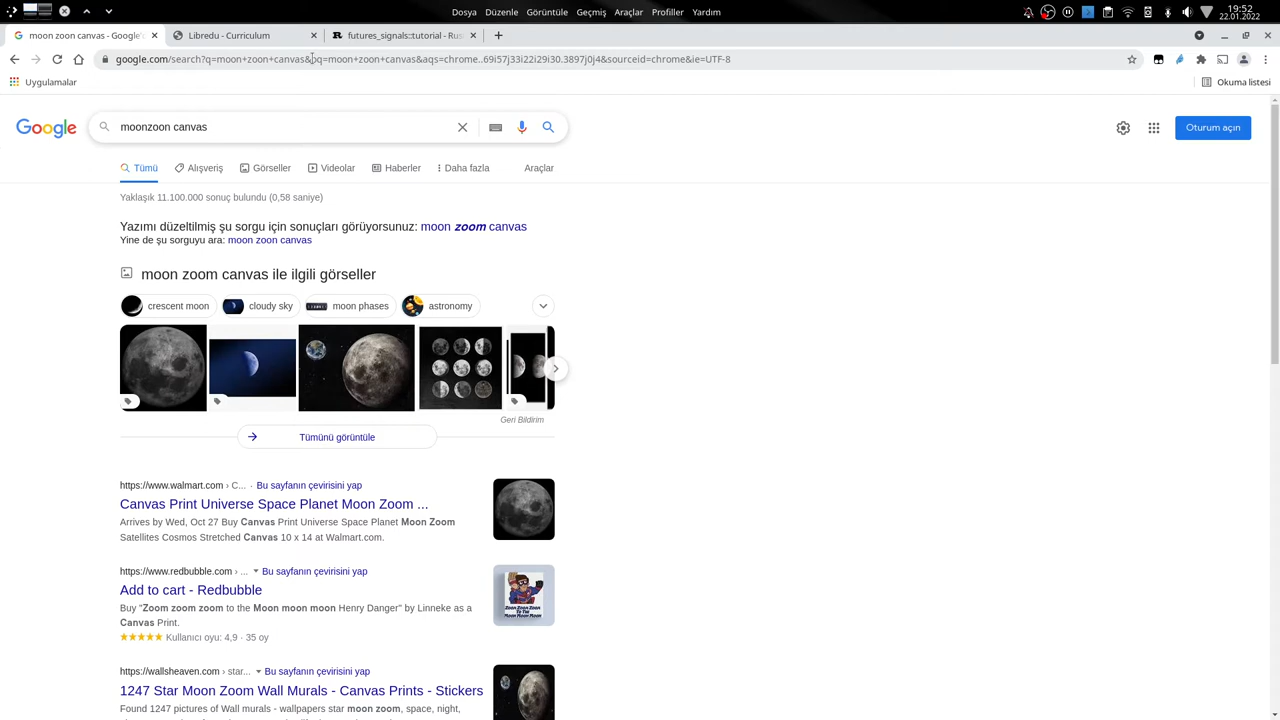 Dosya Düzenle Görüntüle Geçmiş Araçlar Profiller Yardım
19:52
22.01.2022
moon zoon canvas - Google'd
Libredu - Curriculum
futures_signals::tutorial - Rus
google.com/search?q=moon+zoon+canvas&oq=moon+zoon+canvas&aqs=chrome..69i57j33i22i29i30.3897j0j4&sourceid=chrome&ie=UTF-8
Uygulamalar
Okuma listesi
Google
moonzoon canvas
Oturum açın
Tümü Alışveriş Görseller Videolar Haberler Daha fazla Araçlar
Yaklaşık 11.100.000 sonuç bulundu (0,58 saniye)
Yazımı düzeltilmiş şu sorgu için sonuçları görüyorsunuz: moon zoom canvas
Yine de şu sorguyu ara: moon zoon canvas
moon zoom canvas ile ilgili görseller
crescent moon cloudy sky moon phases astronomy
Geri Bildirim
Tümünü görüntüle
https://www.walmart.com › C... · Bu sayfanın çevirisini yap
Canvas Print Universe Space Planet Moon Zoom ...
Arrives by Wed, Oct 27 Buy Canvas Print Universe Space Planet Moon Zoom
Satellites Cosmos Stretched Canvas 10 x 14 at Walmart.com.
https://www.redbubble.com › ... Bu sayfanın çevirisini yap
Add to cart - Redbubble
Buy "Zoom zoom zoom to the Moon moon moon Henry Danger" by Linneke as a
Canvas Print.
Kullanıcı oyu: 4,9 · 35 oy
ZOOM ZOOM ZOOM
TO THE
MOON MOON MOON
https://wallsheaven.com › star... Bu sayfanın çevirisini yap
1247 Star Moon Zoom Wall Murals - Canvas Prints - Stickers
Found 1247 pictures of Wall murals - wallpapers star moon zoom, space, night,